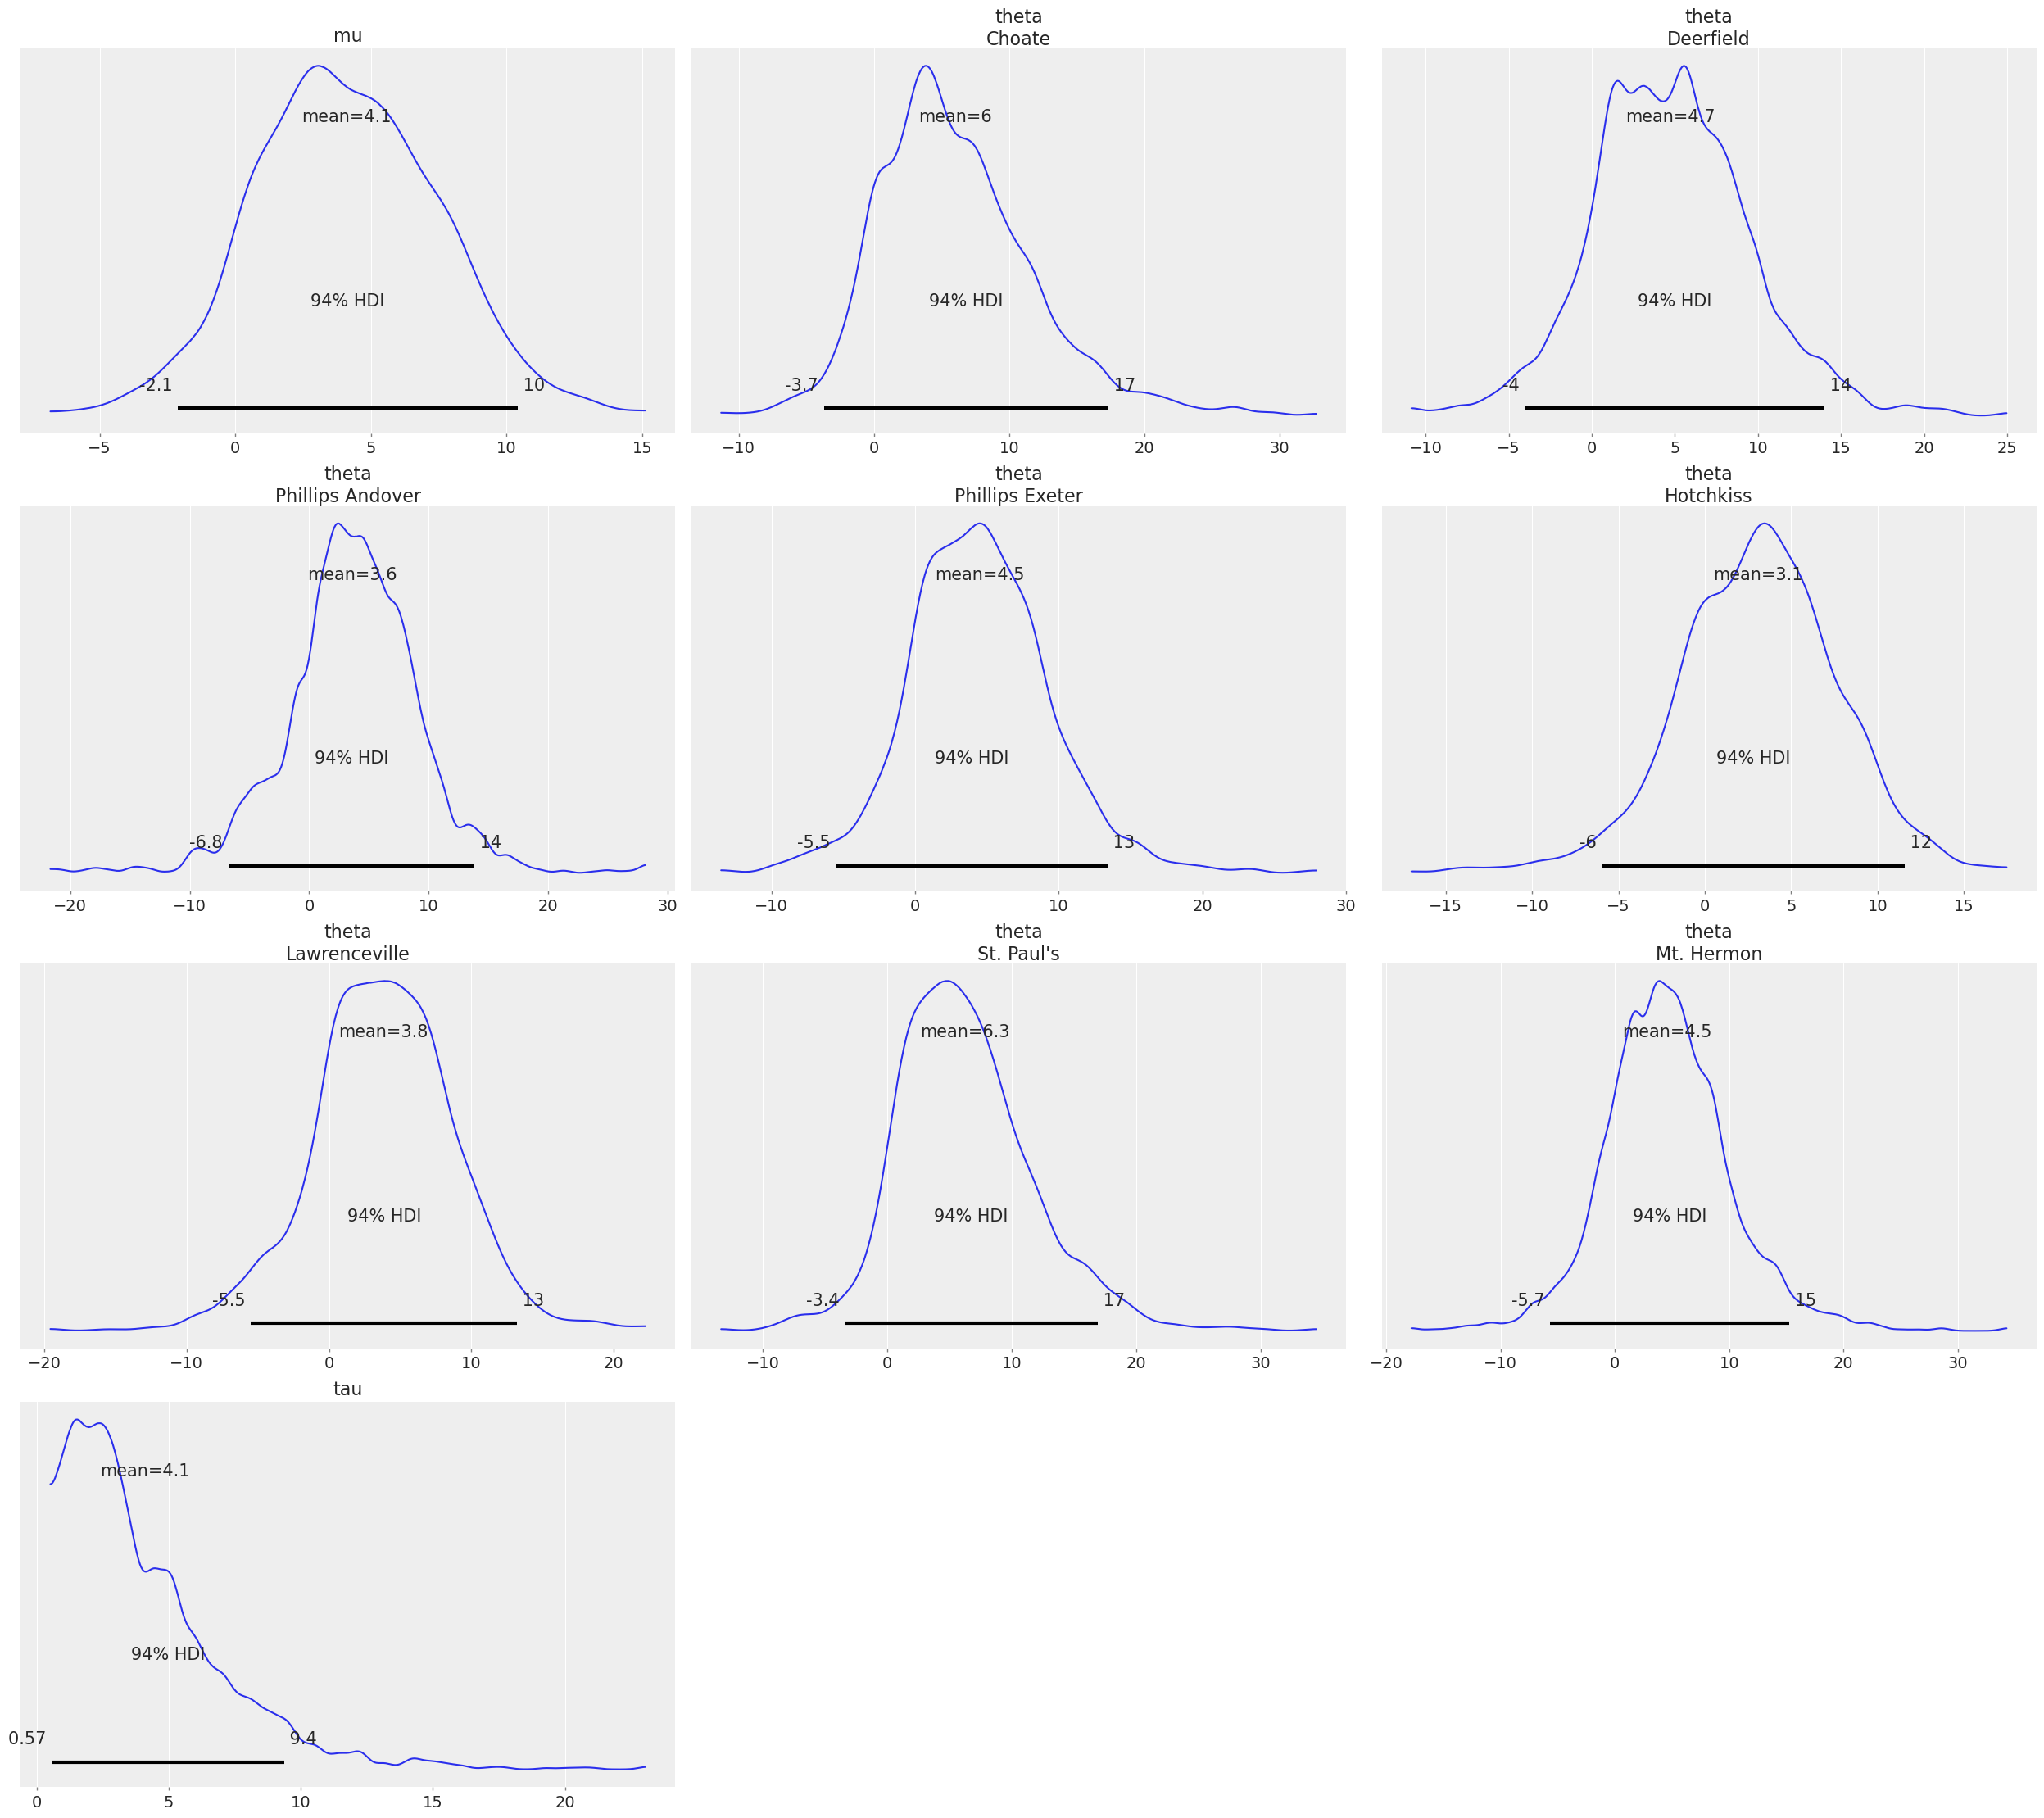 mu
mean=4.1
94% HDI
-2.1
10
−5
0
5
10
15
theta
Choate
mean=6
94% HDI
-3.7
17
−10
0
10
20
30
theta
Deerfield
mean=4.7
94% HDI
-4
14
−10
−5
0
5
10
15
20
25
theta
Phillips Andover
mean=3.6
94% HDI
-6.8
14
−20
−10
0
10
20
30
theta
Phillips Exeter
mean=4.5
94% HDI
-5.5
13
−10
0
10
20
30
theta
Hotchkiss
mean=3.1
94% HDI
-6
12
−15
−10
−5
0
5
10
15
theta
Lawrenceville
mean=3.8
94% HDI
-5.5
13
−20
−10
0
10
20
theta
St. Paul's
mean=6.3
94% HDI
-3.4
17
−10
0
10
20
30
theta
Mt. Hermon
mean=4.5
94% HDI
-5.7
15
−20
−10
0
10
20
30
tau
mean=4.1
94% HDI
0.57
9.4
0
5
10
15
20